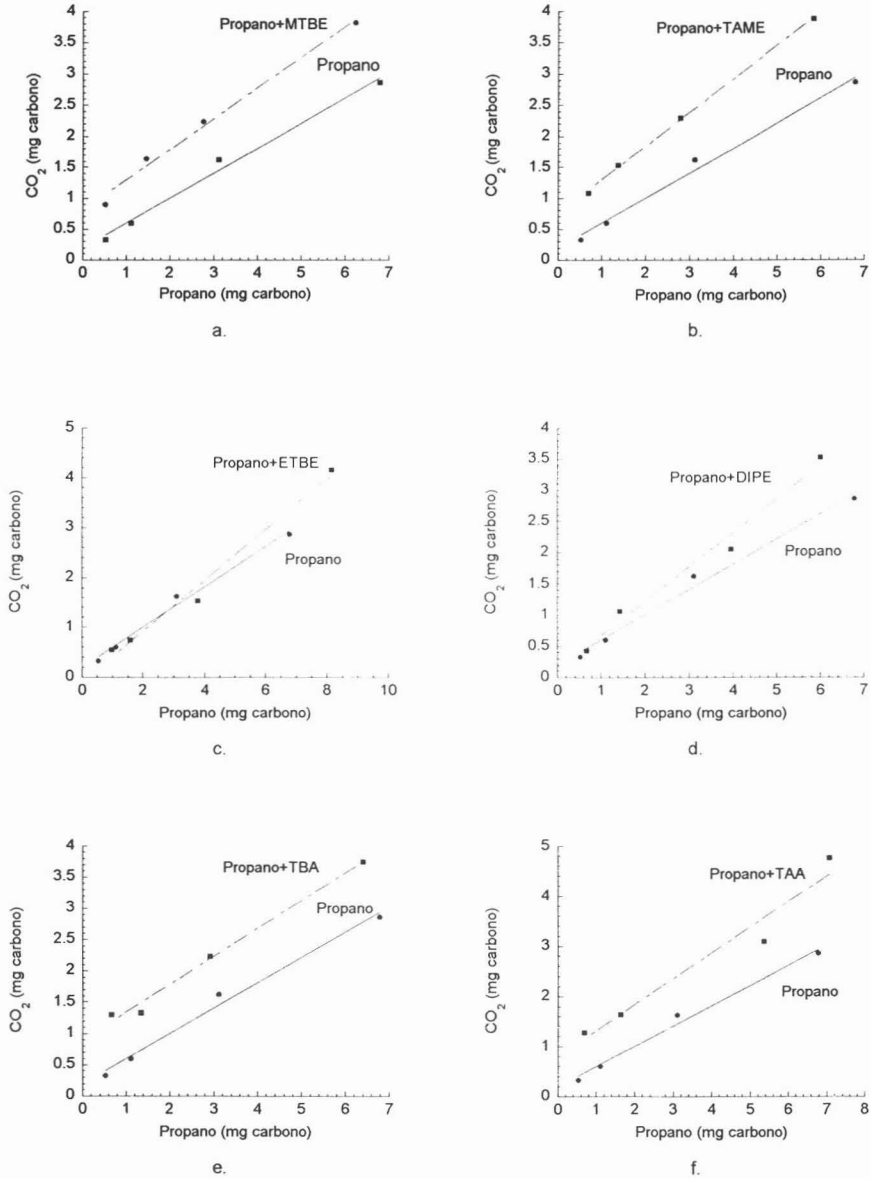 4
3.5
3
2.5
2
1.5
1
0.5
0
CO2 (mg carbono)
Propano+MTBE
Propano
0 1 2 3 4 5 6 7
Propano (mg carbono)
a.
4
3.5
3
2.5
2
1.5
1
0.5
0
CO2 (mg carbono)
Propano+TAME
Propano
0 1 2 3 4 5 6 7
Propano (mg carbono)
b.
5
4
3
2
1
0
CO2 (mg carbono)
Propano+ETBE
Propano
0 2 4 6 8 10
Propano (mg carbono)
c.
4
3.5
3
2.5
2
1.5
1
0.5
0
CO2 (mg carbono)
Propano+DIPE
Propano
0 1 2 3 4 5 6 7
Propano (mg carbono)
d.
4
3.5
3
2.5
2
1.5
1
0.5
0
CO2 (mg carbono)
Propano+TBA
Propano
0 1 2 3 4 5 6 7
Propano (mg carbono)
e.
5
4
3
2
1
0
CO2 (mg carbono)
Propano+TAA
Propano
0 1 2 3 4 5 6 7 8
Propano (mg carbono)
f.